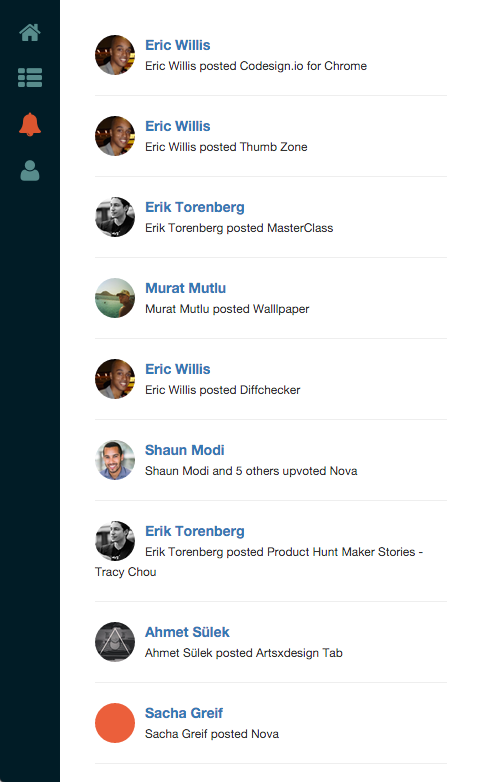 Eric Willis
Eric Willis posted Codesign.io for Chrome
Eric Willis
Eric Willis posted Thumb Zone
Erik Torenberg
Erik Torenberg posted MasterClass
Murat Mutlu
Murat Mutlu posted Walllpaper
Eric Willis
Eric Willis posted Diffchecker
Shaun Modi
Shaun Modi and 5 others upvoted Nova
Erik Torenberg
Erik Torenberg posted Product Hunt Maker Stories -
Tracy Chou
Ahmet Sülek
Ahmet Sülek posted Artsxdesign Tab
Sacha Greif
Sacha Greif posted Nova